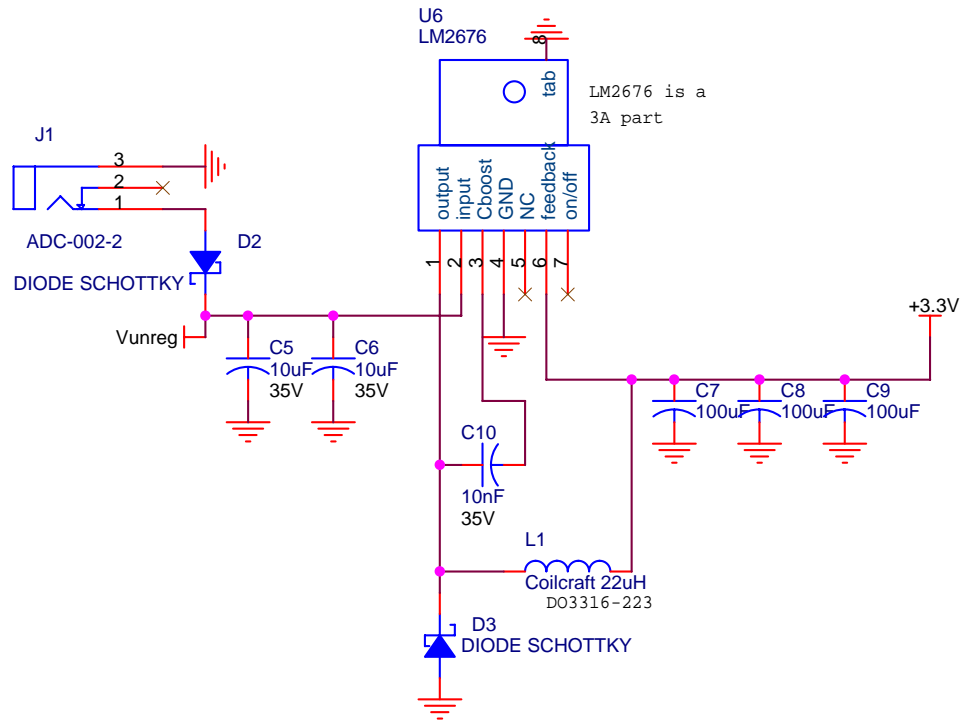 U6
LM2676
8
tab
LM2676 is a
3A part
J1
3
2
1
ADC-002-2
output
input
Cboost
GND
NC
feedback
on/off
1
2
3
4
5
6
7
D2
DIODE SCHOTTKY
Vunreg
C5
10uF
35V
C6
10uF
35V
+3.3V
C7
100uF
C8
100uF
C9
100uF
C10
10nF
35V
L1
Coilcraft 22uH
DO3316-223
D3
DIODE SCHOTTKY